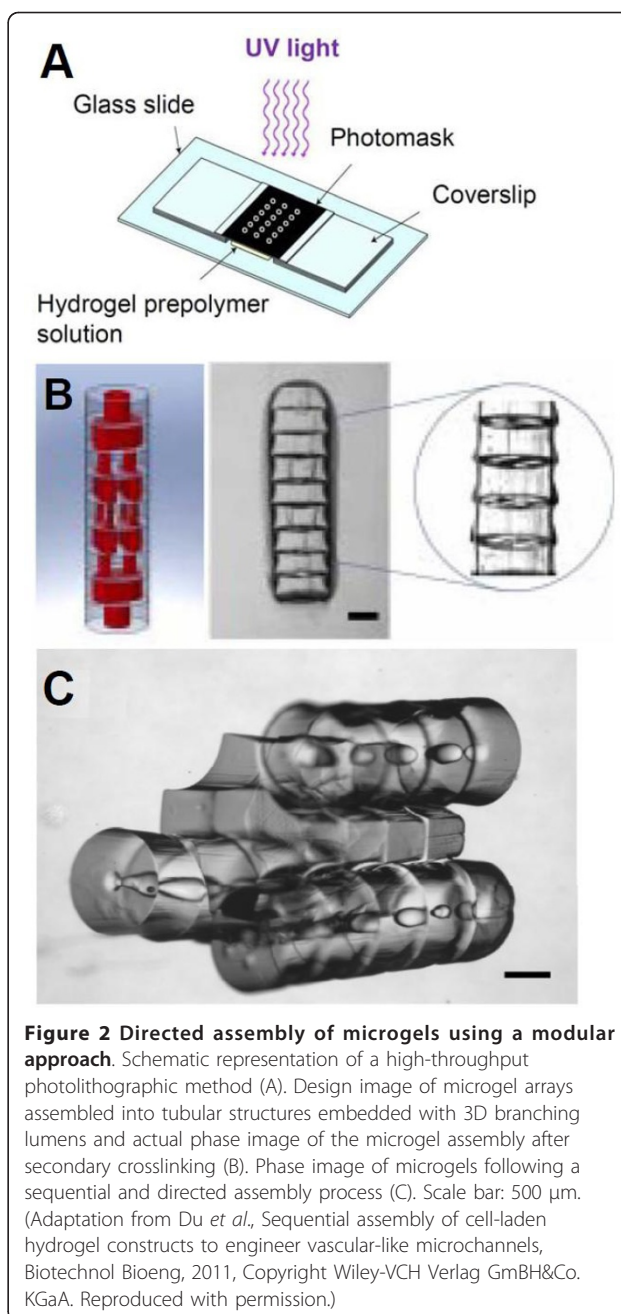 A
UV light
Glass slide
Photomask
Coverslip
Hydrogel prepolymer
solution
B
C
Figure 2 Directed assembly of microgels using a modular
approach. Schematic representation of a high-throughput
photolithographic method (A). Design image of microgel arrays
assembled into tubular structures embedded with 3D branching
lumens and actual phase image of the microgel assembly after
secondary crosslinking (B). Phase image of microgels following a
sequential and directed assembly process (C). Scale bar: 500 μm.
(Adaptation from Du et al., Sequential assembly of cell-laden
hydrogel constructs to engineer vascular-like microchannels,
Biotechnol Bioeng, 2011, Copyright Wiley-VCH Verlag GmBH&Co.
KGaA. Reproduced with permission.)